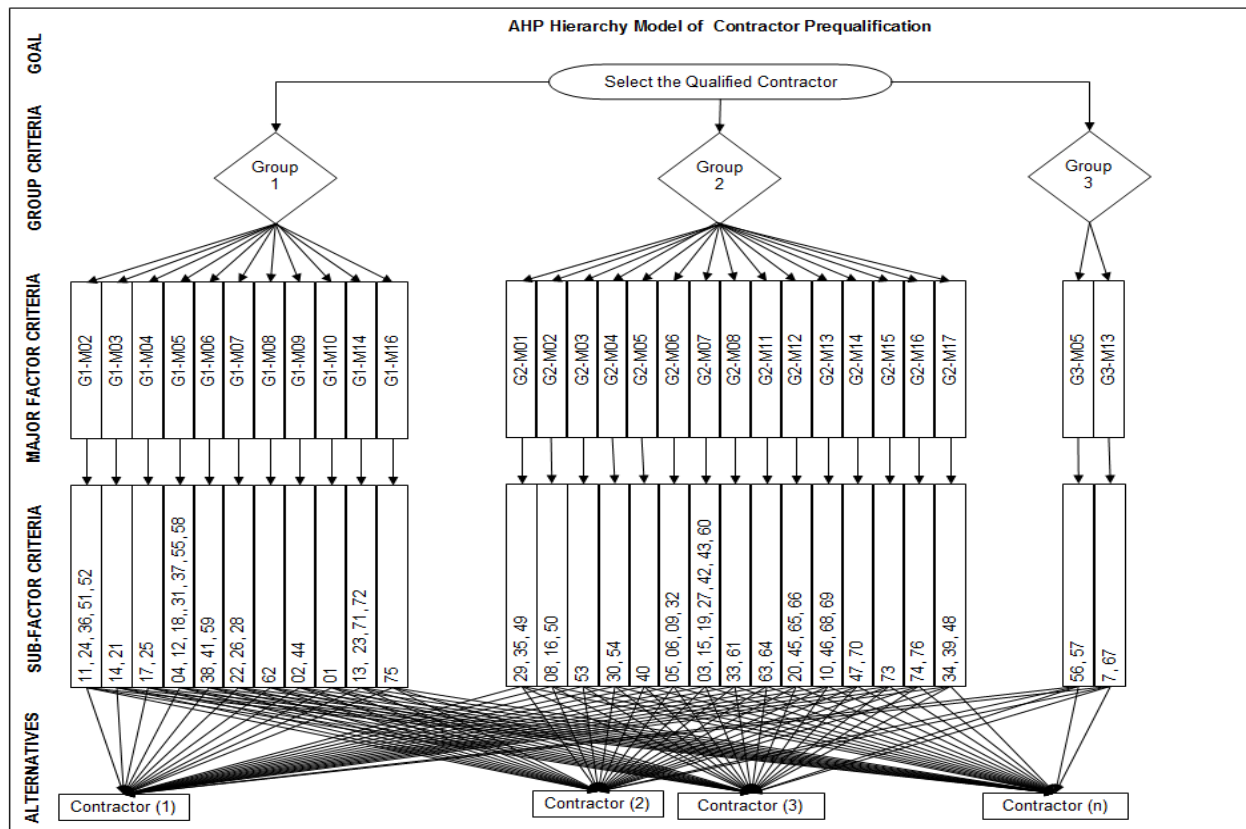 AHP Hierarchy Model of Contractor Prequalification
GOAL
Select the Qualified Contractor
GROUP CRITERIA
Group
1
Group
2
Group
3
MAJOR FACTOR CRITERIA
G1-M02
G1-M03
G1-M04
G1-M05
G1-M06
G1-M07
G1-M08
G1-M09
G1-M10
G1-M14
G1-M16
G2-M01
G2-M02
G2-M03
G2-M04
G2-M05
G2-M06
G2-M07
G2-M08
G2-M11
G2-M12
G2-M13
G2-M14
G2-M15
G2-M16
G2-M17
G3-M05
G3-M13
SUB-FACTOR CRITERIA
11, 24, 36, 51, 52
14, 21
17, 25
04, 12, 18,, 31, 37, 55, 58
38, 41, 59
22, 26, 28
62
02, 44
01
13, 23, 71, 72
75
29, 35, 49
08, 16, 50
53
30, 54
40
05, 06, 09, 32
03, 15, 19, 27, 42, 43, 60
33, 61
63, 64
20, 45, 65, 66
10, 46, 68, 69
47, 70
73
74, 76
34, 39, 48
56, 57
7, 67
ALTERNATIVES
Contractor (1)
Contractor (2)
Contractor (3)
Contractor (n)